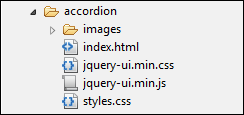 accordion
images
index.html
jquery-ui.min.css
jquery-ui.min.js
styles.css